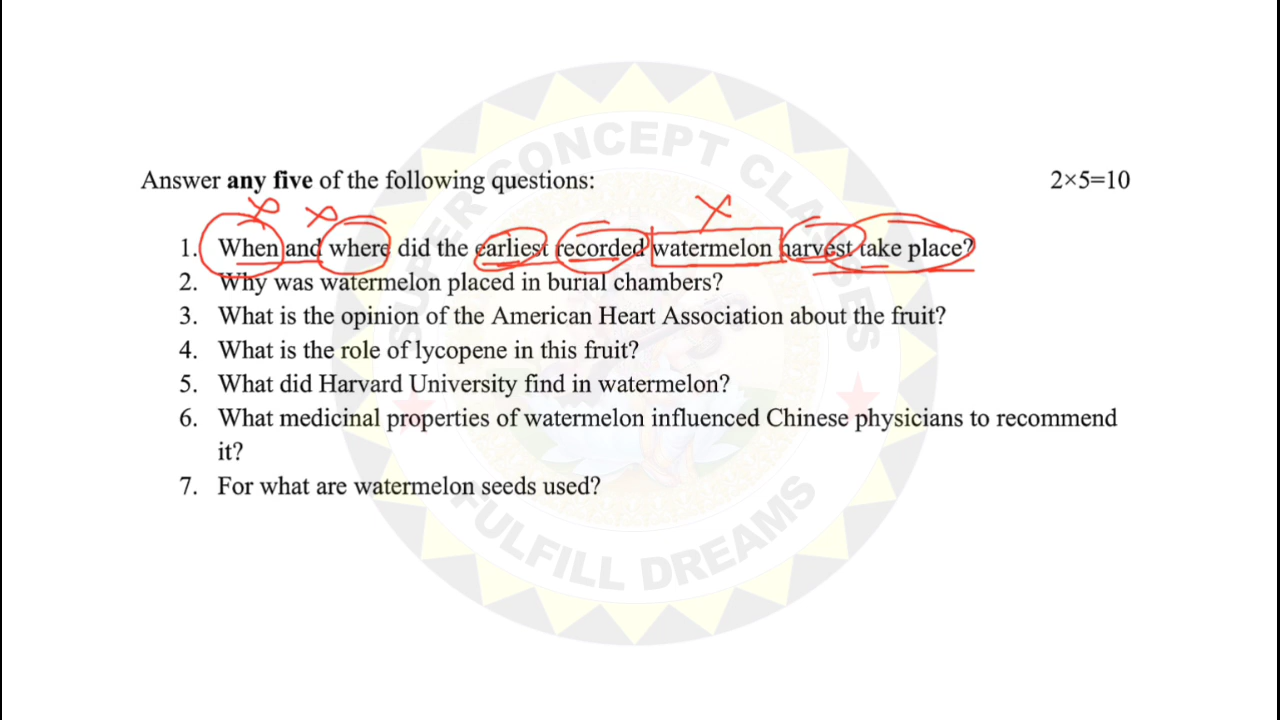 SUPER CONCEPT CLASSES
Answer any five of the following questions: 2×5=10
1. When and where did the earliest recorded watermelon harvest take place?
2. Why was watermelon placed in burial chambers?
3. What is the opinion of the American Heart Association about the fruit?
4. What is the role of lycopene in this fruit?
5. What did Harvard University find in watermelon?
6. What medicinal properties of watermelon influenced Chinese physicians to recommend
it?
7. For what are watermelon seeds used?
FULFILL DREAMS